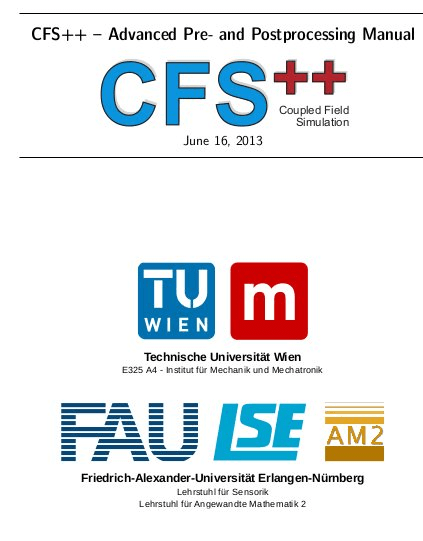 CFS++ – Advanced Pre- and Postprocessing Manual
CFS++
Coupled Field
Simulation
June 16, 2013
TU
WIEN
m
Technische Universität Wien
E325 A4 - Institut für Mechanik und Mechatronik
FAU LSE AM2
Friedrich-Alexander-Universität Erlangen-Nürnberg
Lehrstuhl für Sensorik
Lehrstuhl für Angewandte Mathematik 2